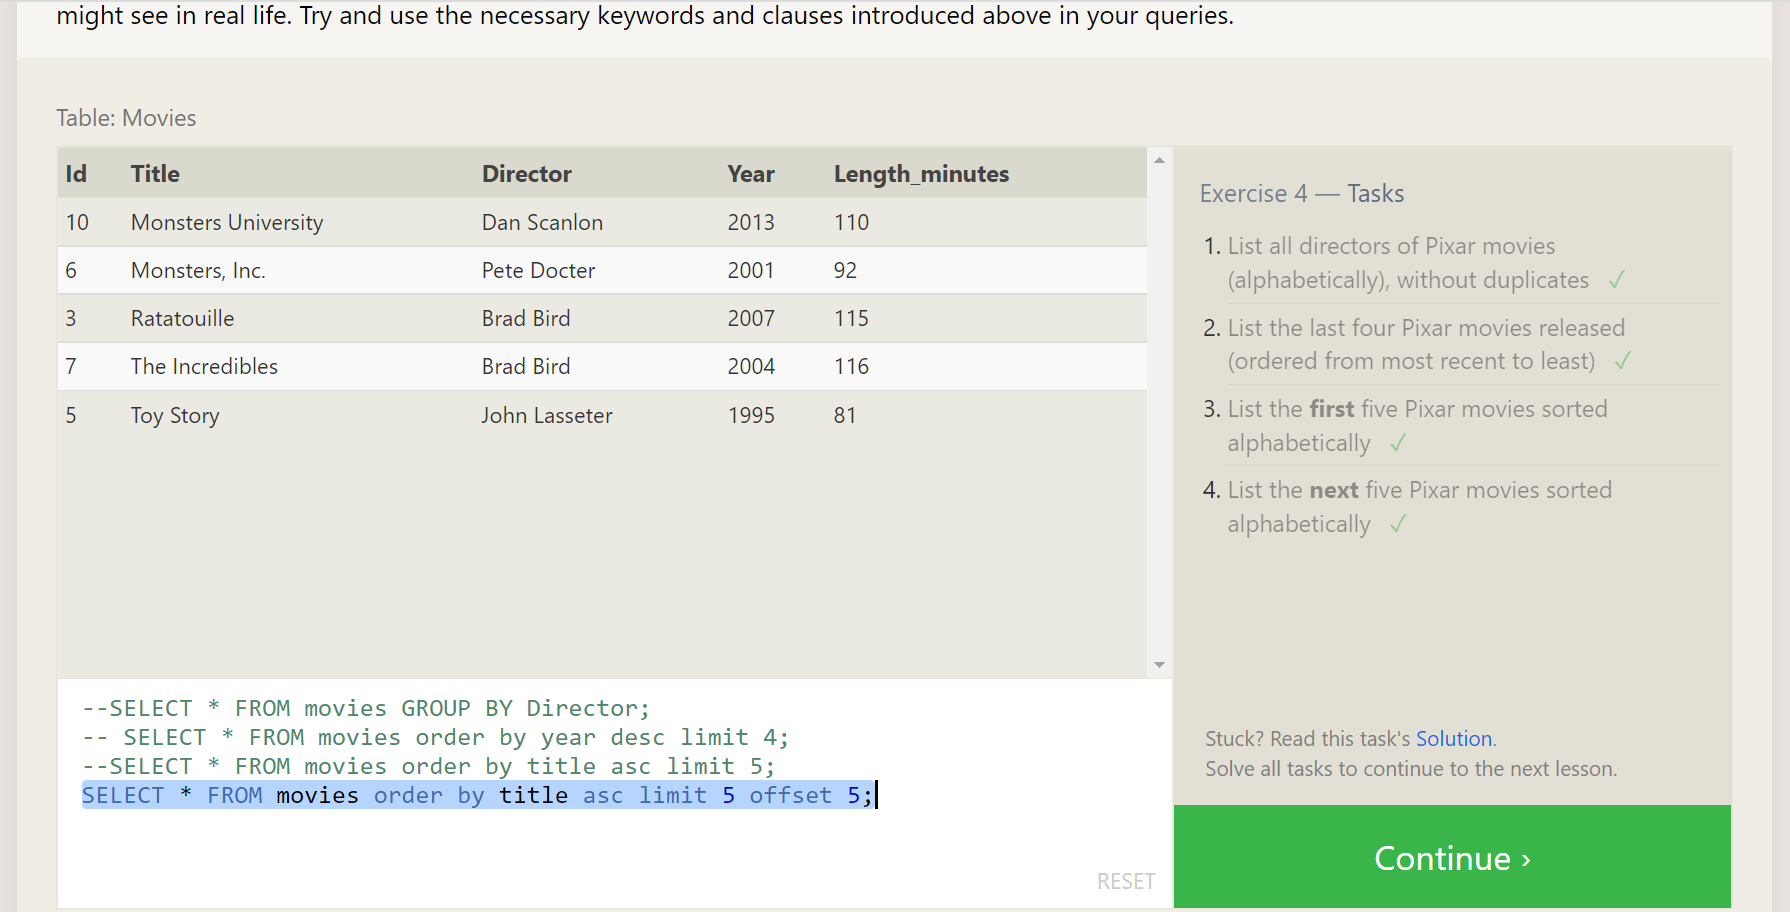 might see in real life. Try and use the necessary keywords and clauses introduced above in your queries.
Table: Movies
Id Title Director Year Length_minutes
10 Monsters University Dan Scanlon 2013 110
6 Monsters, Inc. Pete Docter 2001 92
3 Ratatouille Brad Bird 2007 115
7 The Incredibles Brad Bird 2004 116
5 Toy Story John Lasseter 1995 81
--SELECT * FROM movies GROUP BY Director;
-- SELECT * FROM movies order by year desc limit 4;
--SELECT * FROM movies order by title asc limit 5;
SELECT * FROM movies order by title asc limit 5 offset 5;
RESET
Exercise 4 — Tasks
1. List all directors of Pixar movies
(alphabetically), without duplicates ✓
2. List the last four Pixar movies released
(ordered from most recent to least) ✓
3. List the first five Pixar movies sorted
alphabetically ✓
4. List the next five Pixar movies sorted
alphabetically ✓
Stuck? Read this task's Solution.
Solve all tasks to continue to the next lesson.
Continue ›